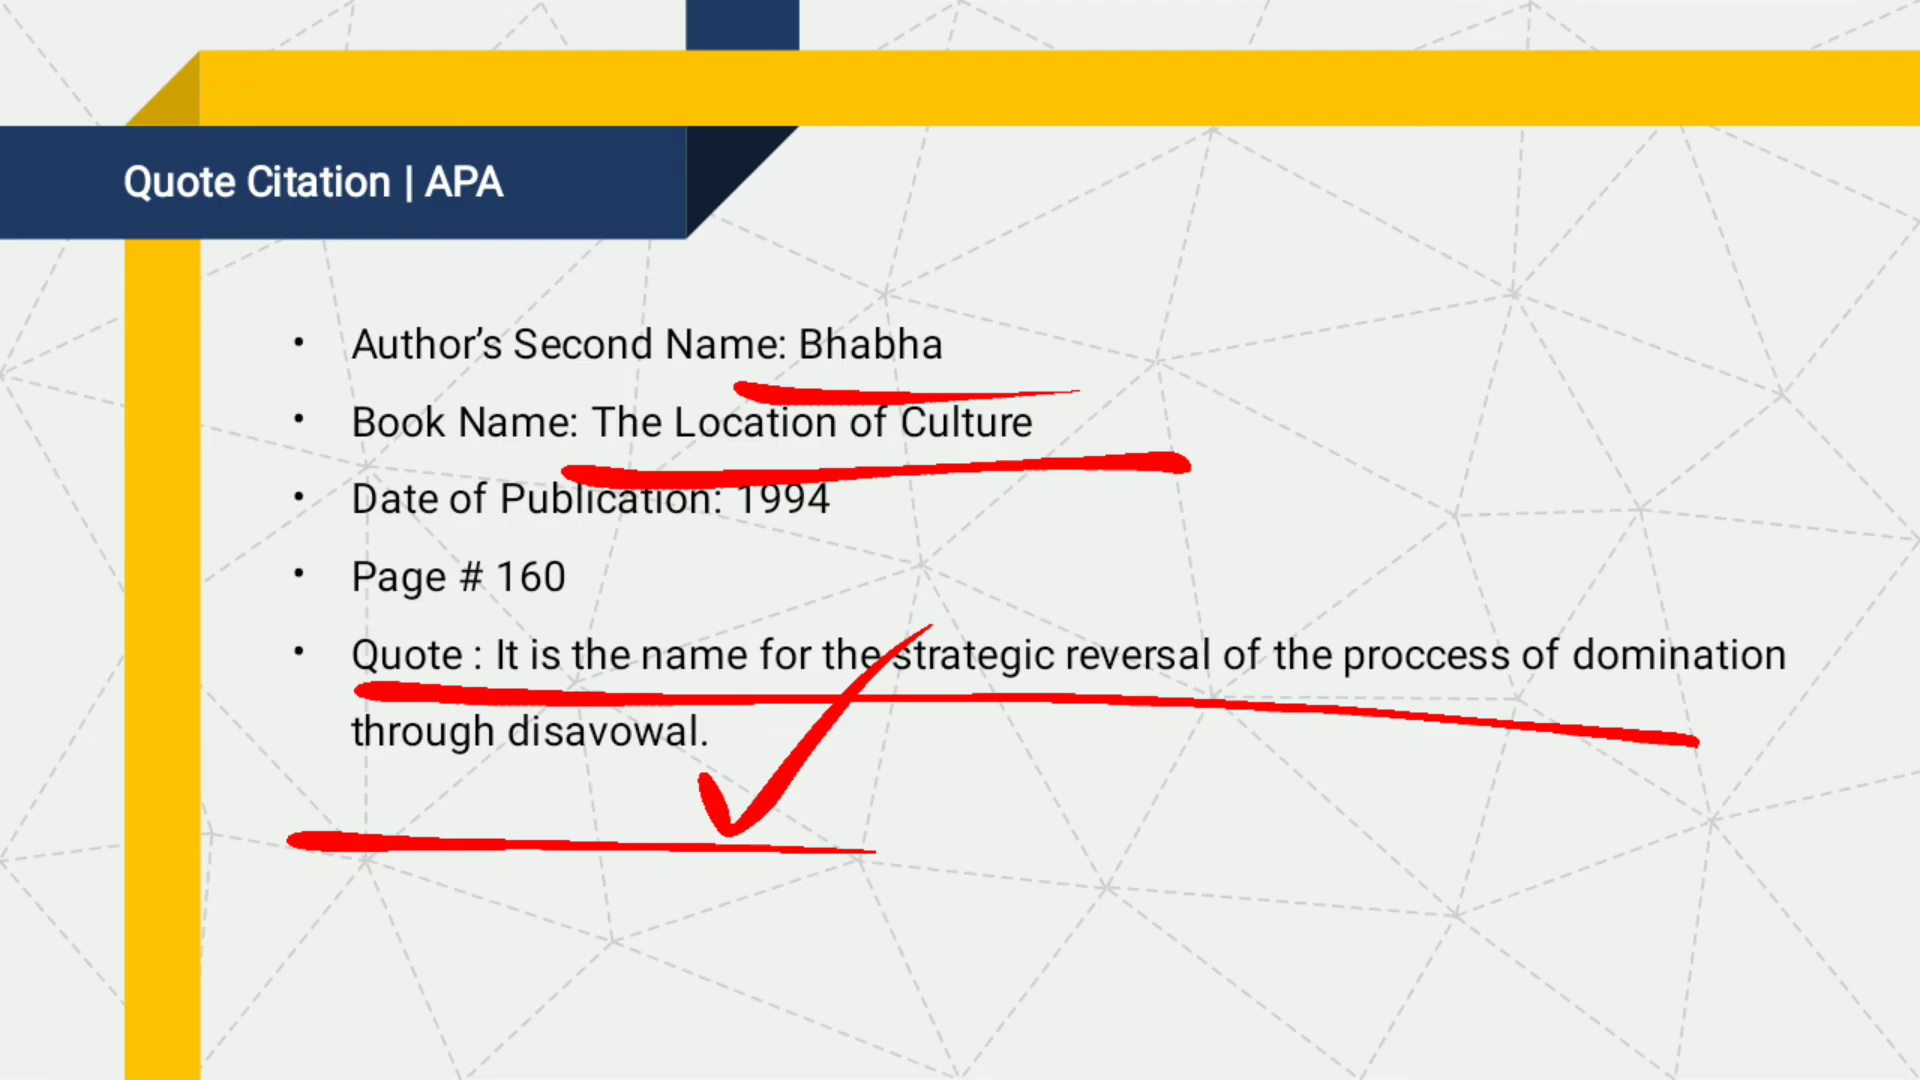 Quote Citation | APA
• Author’s Second Name: Bhabha
• Book Name: The Location of Culture
• Date of Publication: 1994
• Page # 160
• Quote : It is the name for the strategic reversal of the proccess of domination
through disavowal.